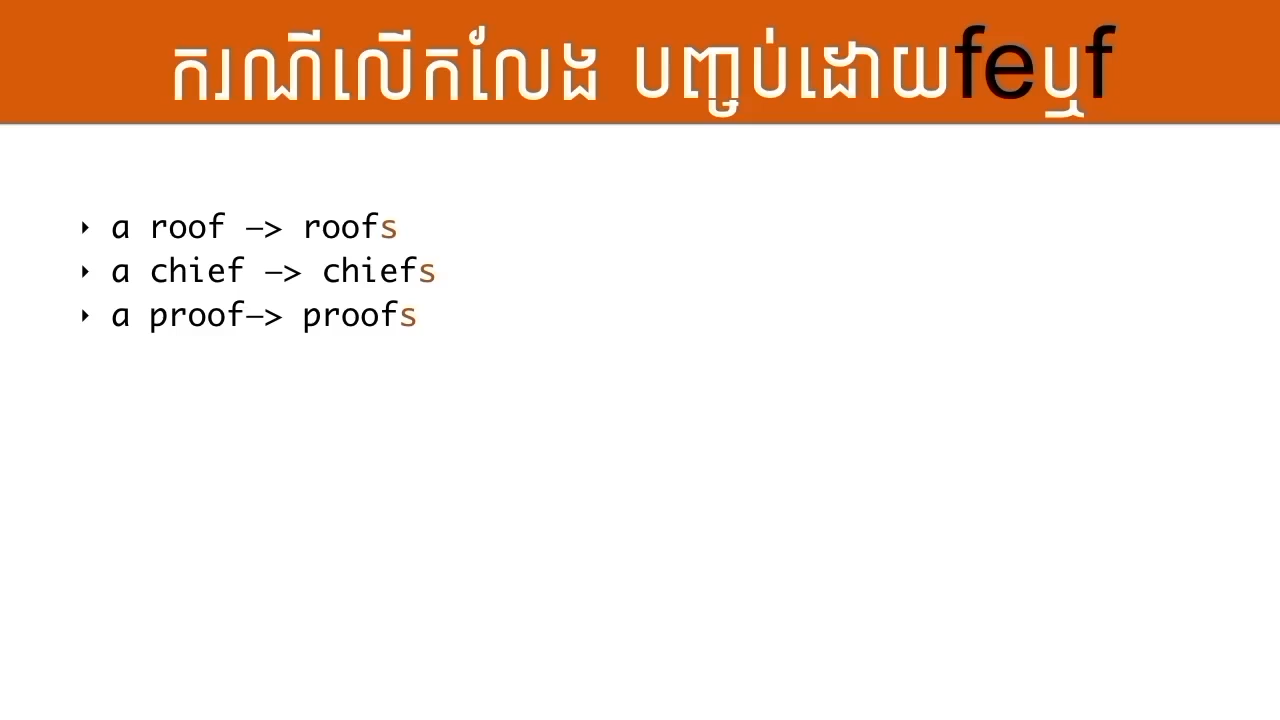 ករណីលើកលែង បញ្ចប់ដោយfeឬf
‣ a roof —> roofs
‣ a chief —> chiefs
‣ a proof—> proofs